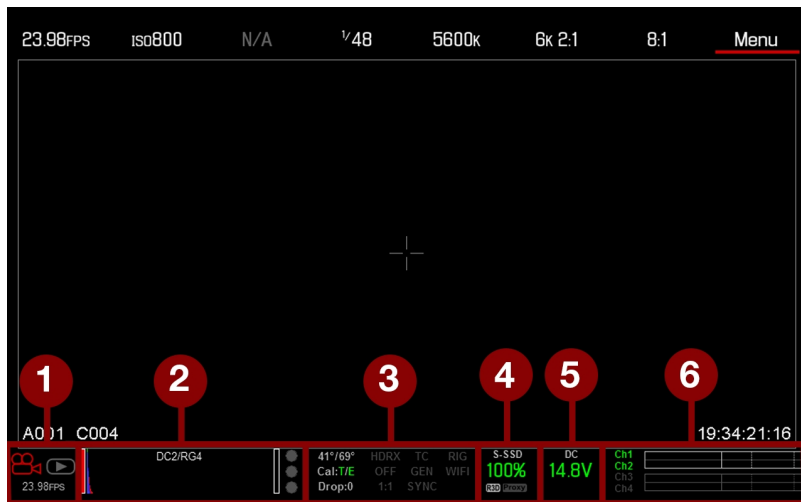 23.98FPS ISO800 N/A 1/48 5600K 6K 2:1 8:1 Menu
1 2 3 4 5 6
A001 C004 19:34:21:16
DC2/RG4
23.98FPS
41°/69° HDRX TC RIG
Cal:T/E OFF GEN WIFI
Drop:0 1:1 SYNC
S-SSD
100%
R3D Proxy
DC
14.8V
Ch1
Ch2
Ch3
Ch4